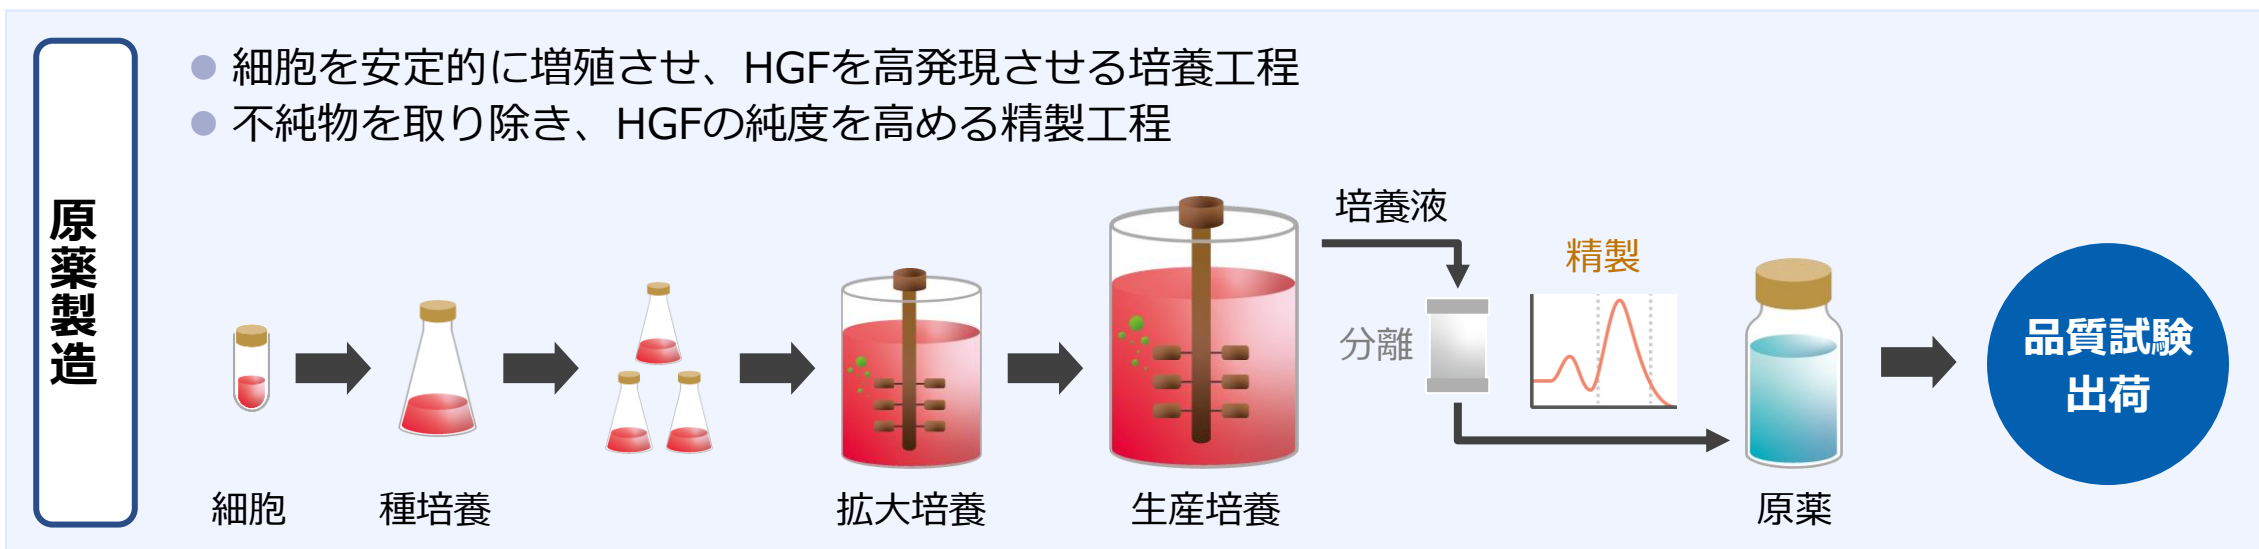 原薬製造
細胞を安定的に増殖させ、HGFを高発現させる培養工程
不純物を取り除き、HGFの純度を高める精製工程
細胞
種培養
拡大培養
生産培養
培養液
分離
精製
原薬
品質試験
出荷